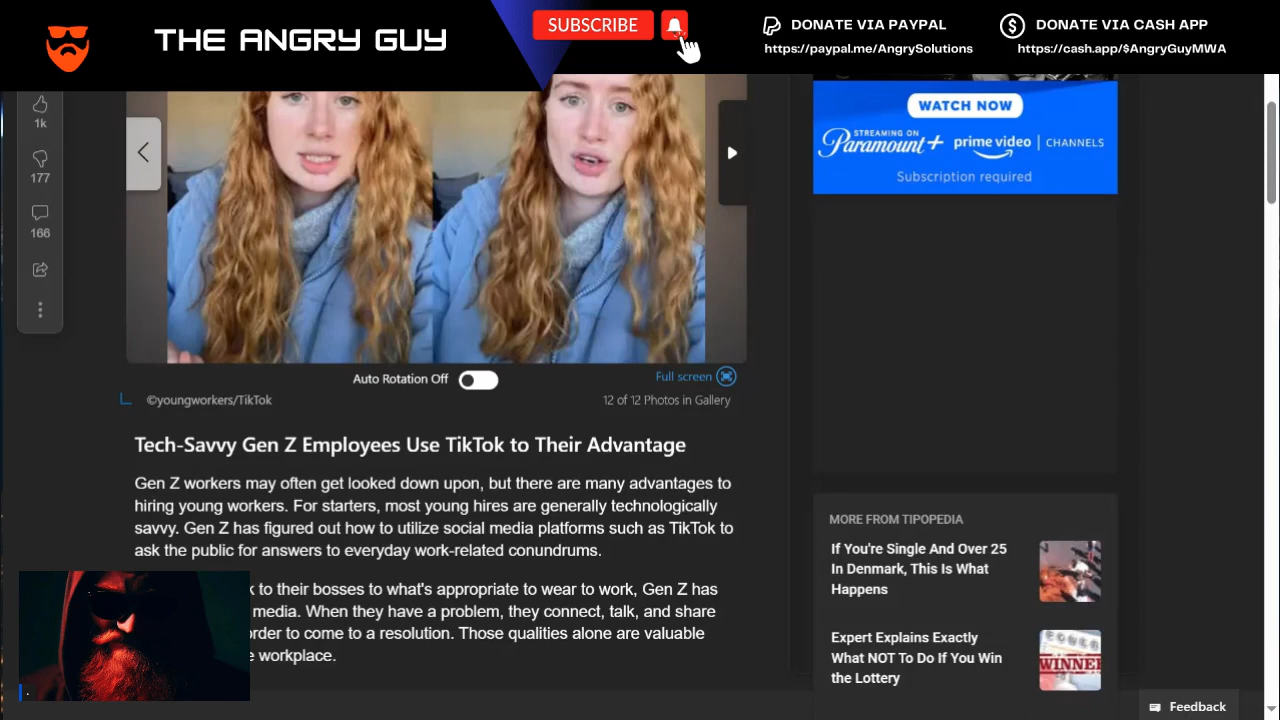 THE ANGRY GUY
SUBSCRIBE
DONATE VIA PAYPAL
https://paypal.me/AngrySolutions
DONATE VIA CASH APP
https://cash.app/$AngryGuyMWA
1k
177
166
WATCH NOW
STREAMING ON
Paramount+ prime video | CHANNELS
Subscription required
Auto Rotation Off
Full screen
©youngworkers/TikTok
12 of 12 Photos in Gallery
Tech-Savvy Gen Z Employees Use TikTok to Their Advantage
Gen Z workers may often get looked down upon, but there are many advantages to
hiring young workers. For starters, most young hires are generally technologically
savvy. Gen Z has figured out how to utilize social media platforms such as TikTok to
ask the public for answers to everyday work-related conundrums.
k to their bosses to what's appropriate to wear to work, Gen Z has
media. When they have a problem, they connect, talk, and share
order to come to a resolution. Those qualities alone are valuable
e workplace.
MORE FROM TIPOPEDIA
If You're Single And Over 25
In Denmark, This Is What
Happens
Expert Explains Exactly
What NOT To Do If You Win
the Lottery
WINNER
Feedback